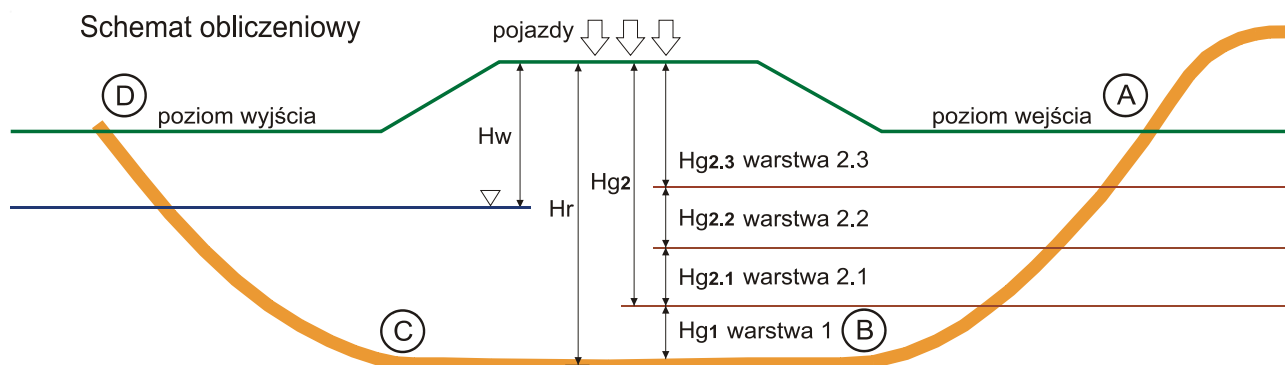 Schemat obliczeniowy
pojazdy
D
A
poziom wyjścia
poziom wejścia
Hw
Hg2.3 warstwa 2.3
Hg2
Hr
Hg2.2 warstwa 2.2
Hg2.1 warstwa 2.1
C
Hg1 warstwa 1
B